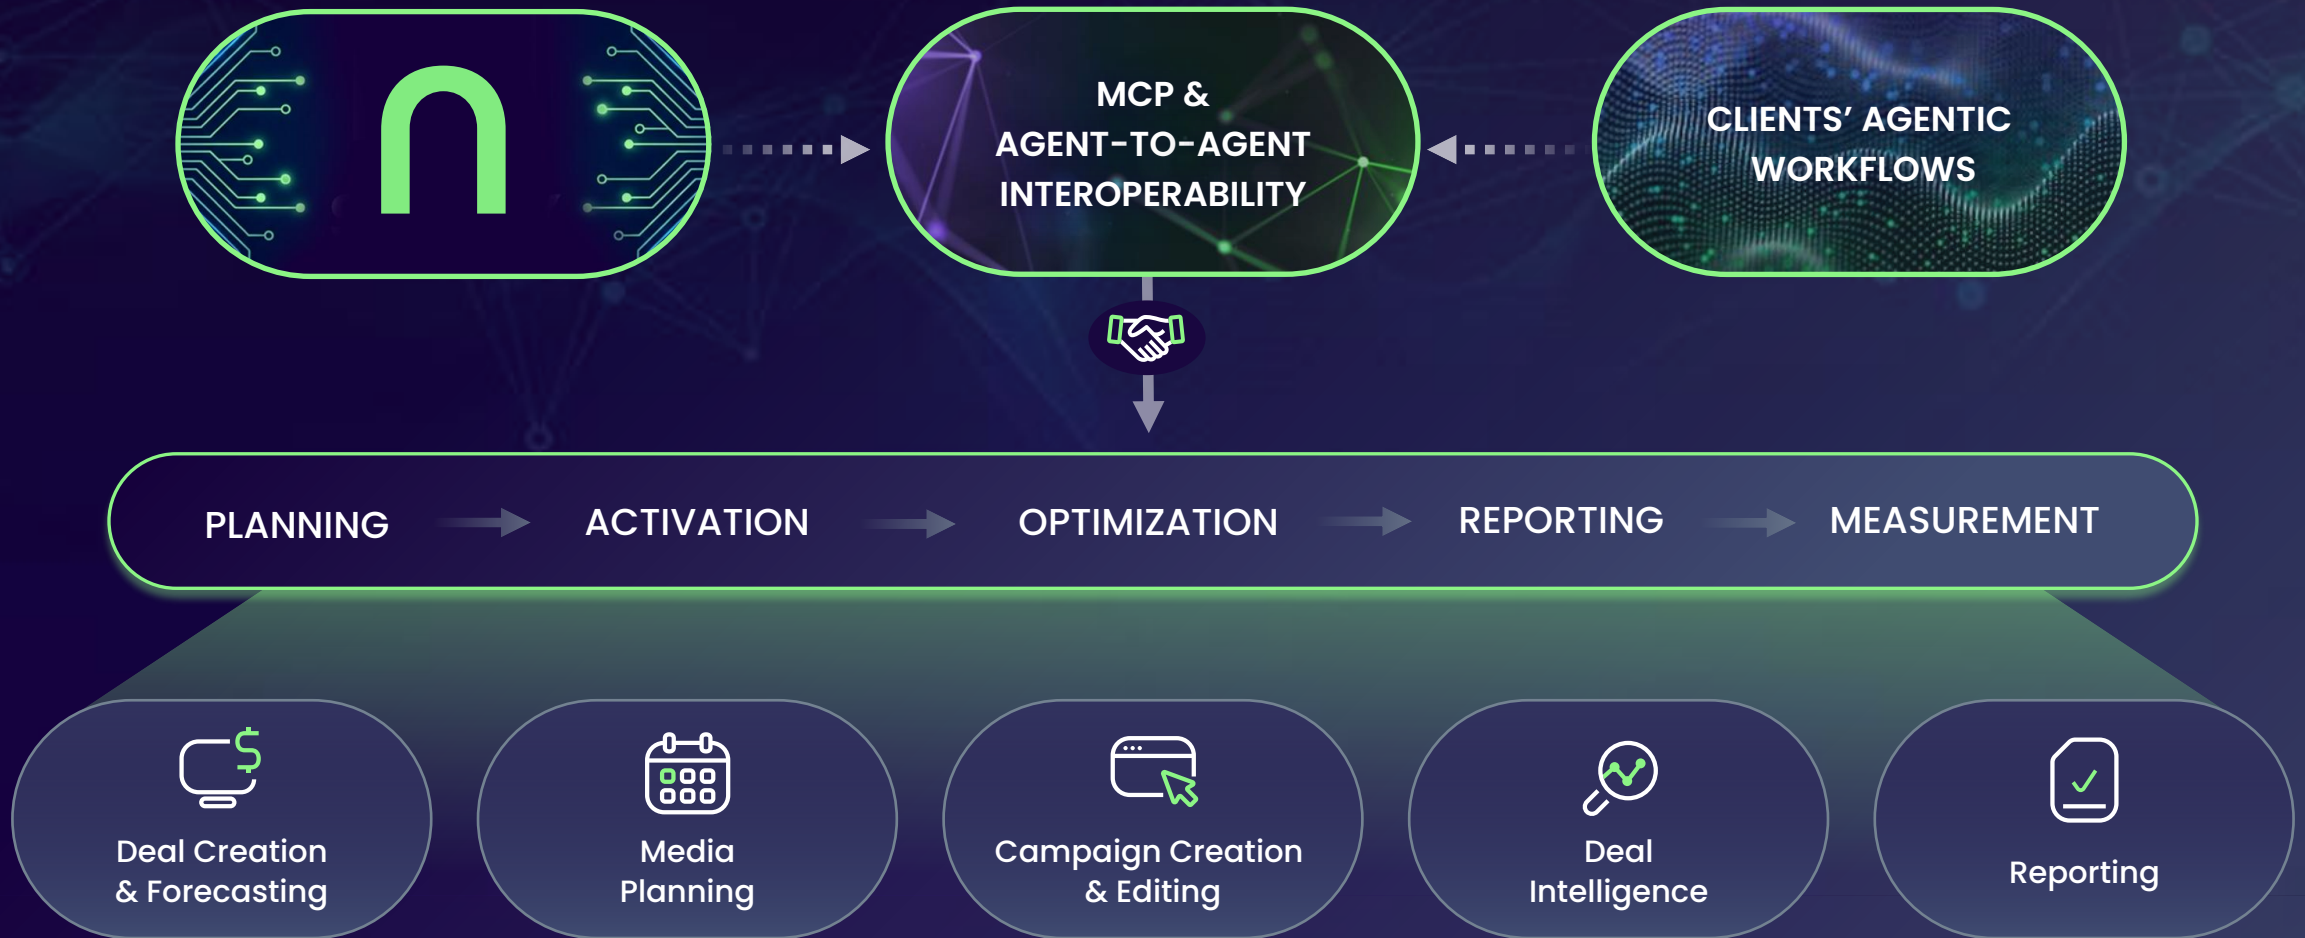 n
MCP &
AGENT-TO-AGENT
INTEROPERABILITY
CLIENTS’ AGENTIC
WORKFLOWS
PLANNING
ACTIVATION
OPTIMIZATION
REPORTING
MEASUREMENT
Deal Creation
& Forecasting
Media
Planning
Campaign Creation
& Editing
Deal
Intelligence
Reporting